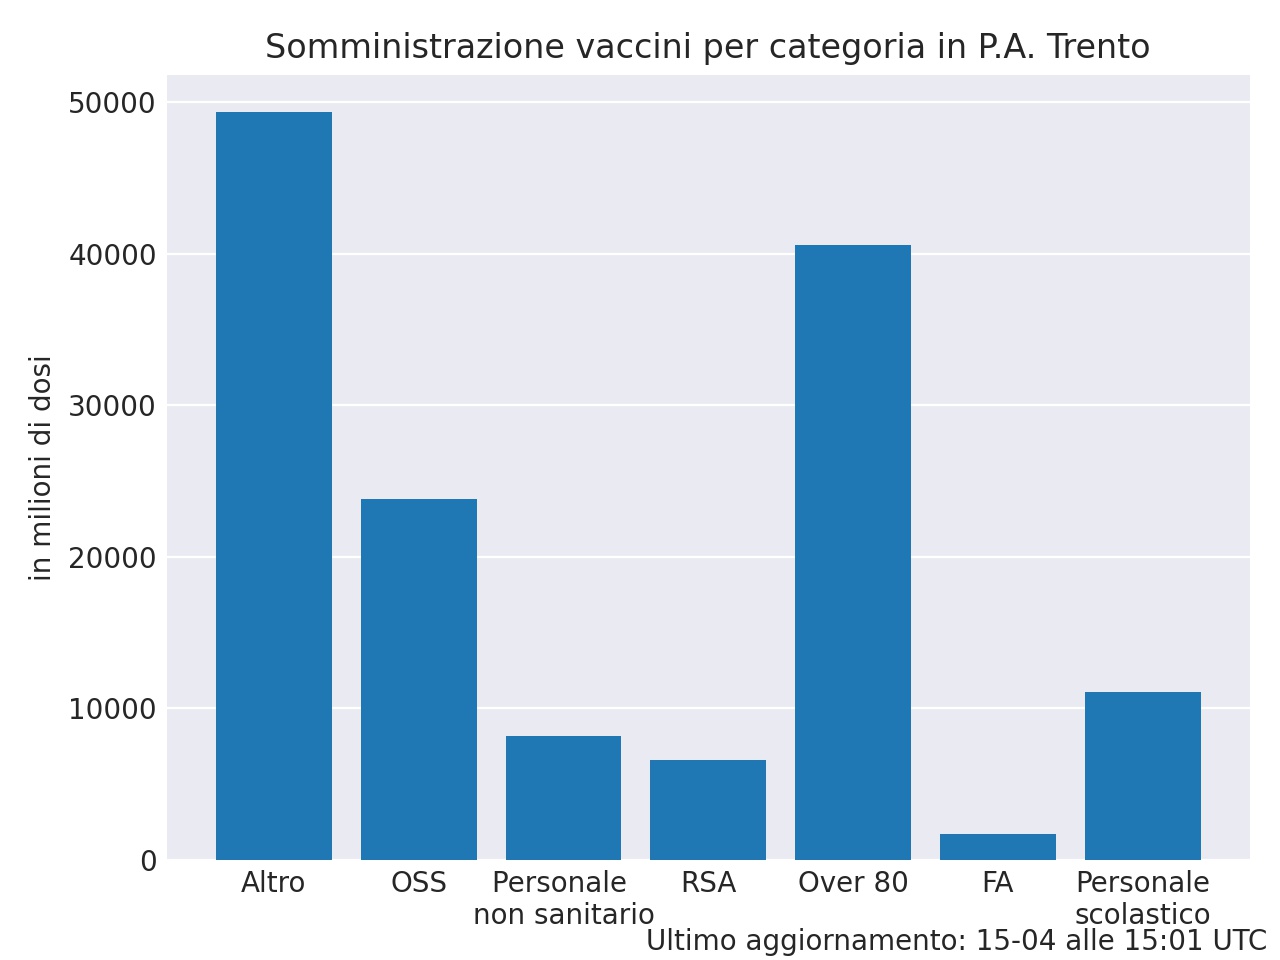 Somministrazione vaccini per categoria in P.A. Trento
in milioni di dosi
50000
40000
30000
20000
10000
0
Altro OSS Personale RSA Over 80 FA Personale
non sanitario scolastico
Ultimo aggiornamento: 15-04 alle 15:01 UTC